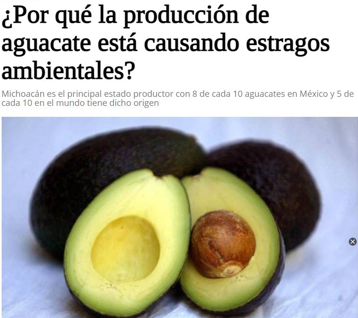 ¿Por qué la producción de
aguacate está causando estragos
ambientales?
Michoacán es el principal estado productor con 8 de cada 10 aguacates en México y 5 de
cada 10 en el mundo tiene dicho origen